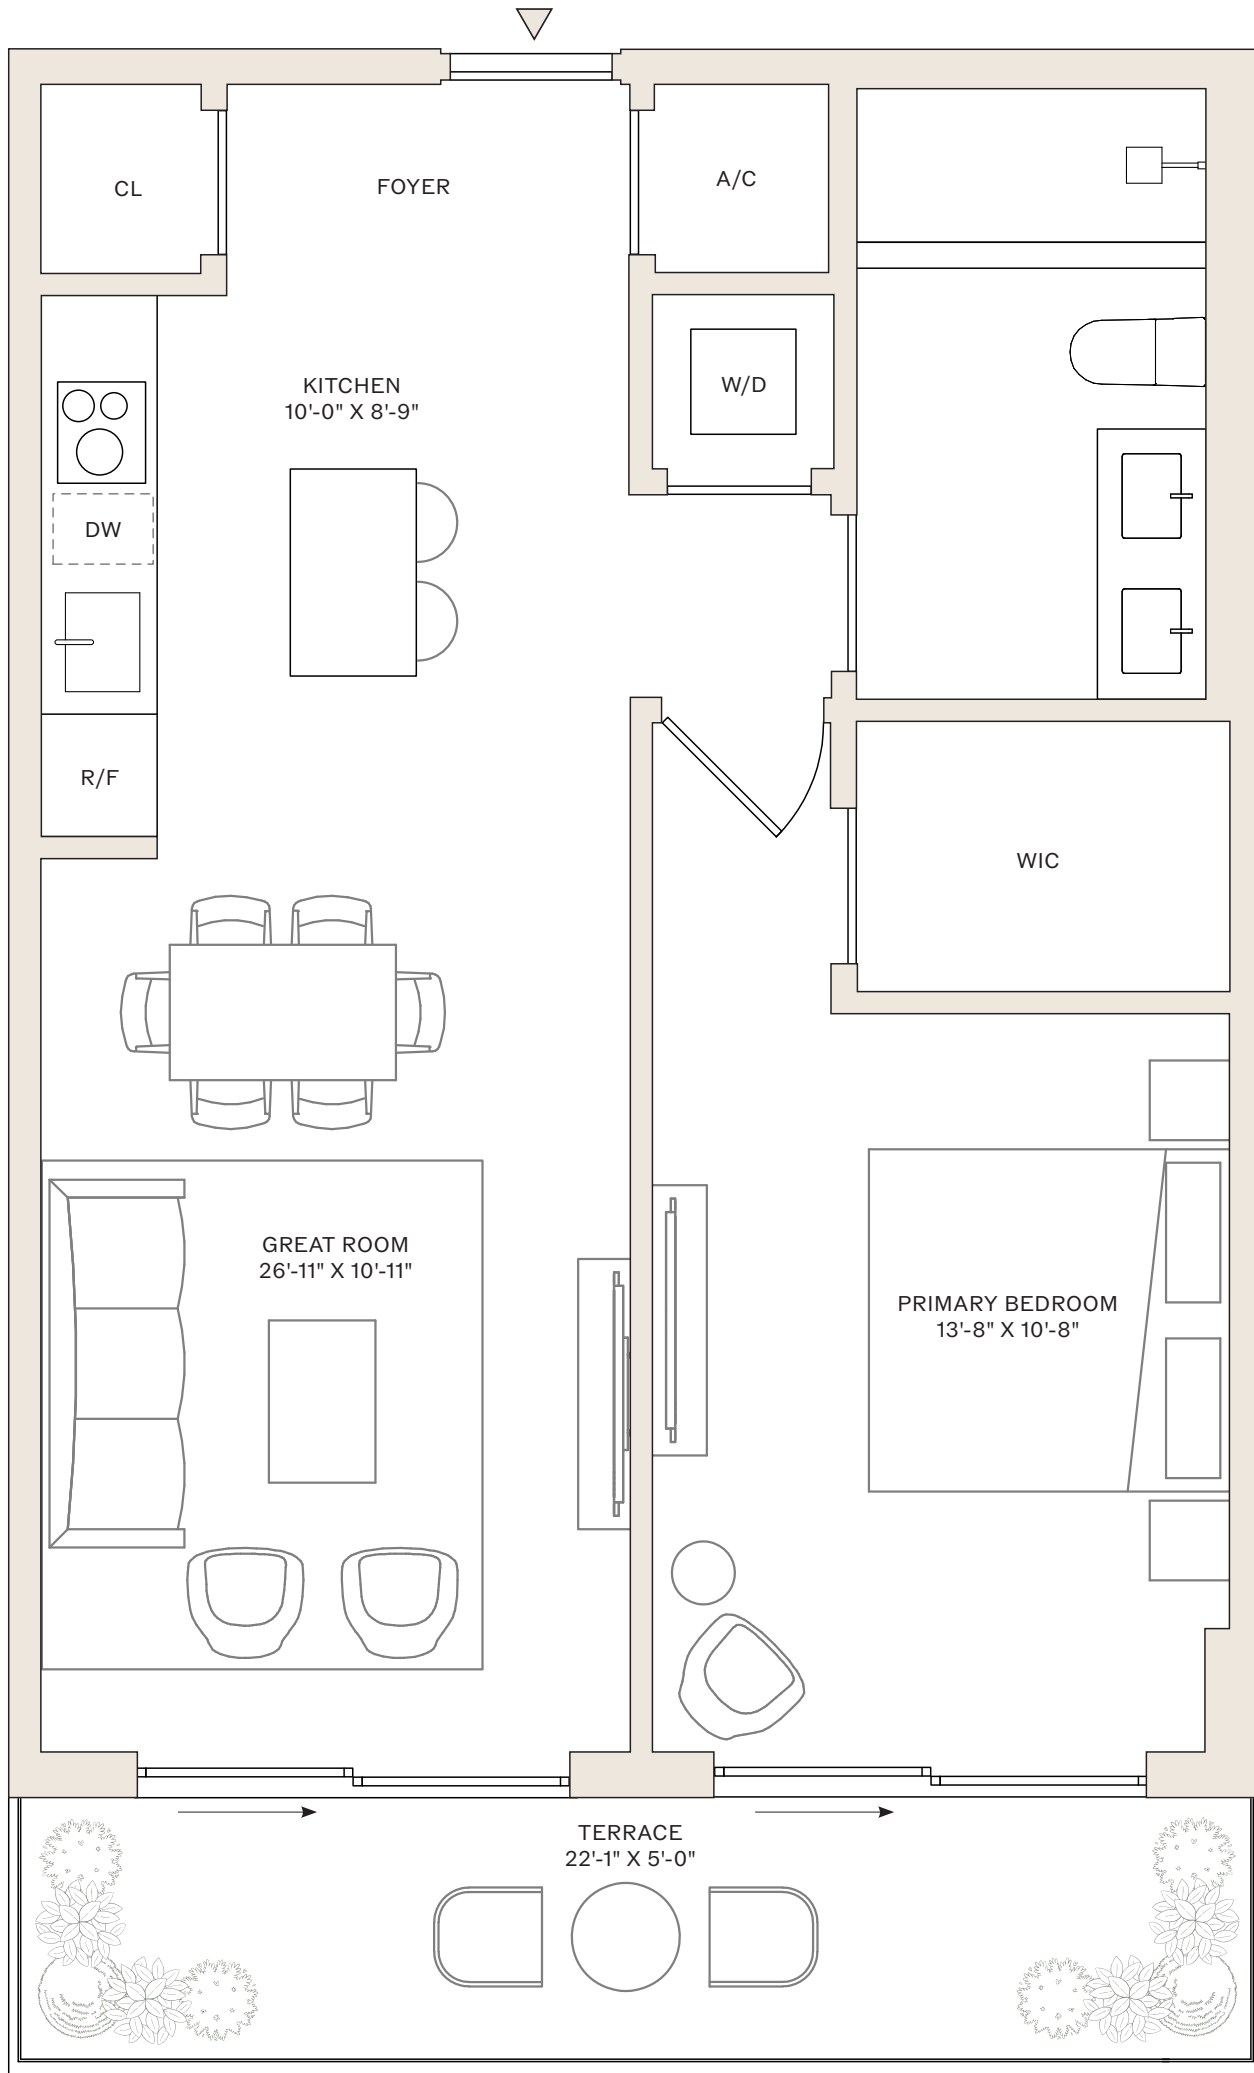 CL
FOYER
A/C
KITCHEN
10'-0" X 8'-9"
W/D
DW
R/F
WIC
GREAT ROOM
26'-11" X 10'-11"
PRIMARY BEDROOM
13'-8" X 10'-8"
TERRACE
22'-1" X 5'-0"